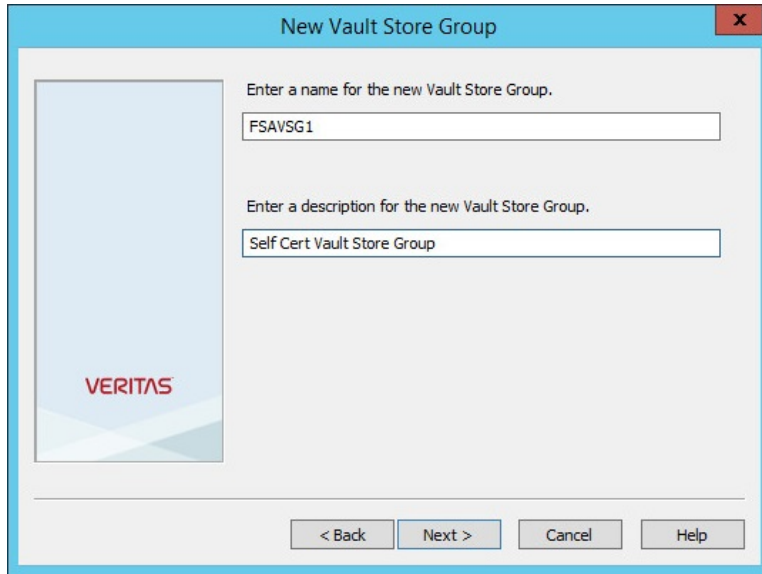 New Vault Store Group
x
Enter a name for the new Vault Store Group.
FSAVSG1
Enter a description for the new Vault Store Group.
Self Cert Vault Store Group
VERITAS
< Back
Next >
Cancel
Help